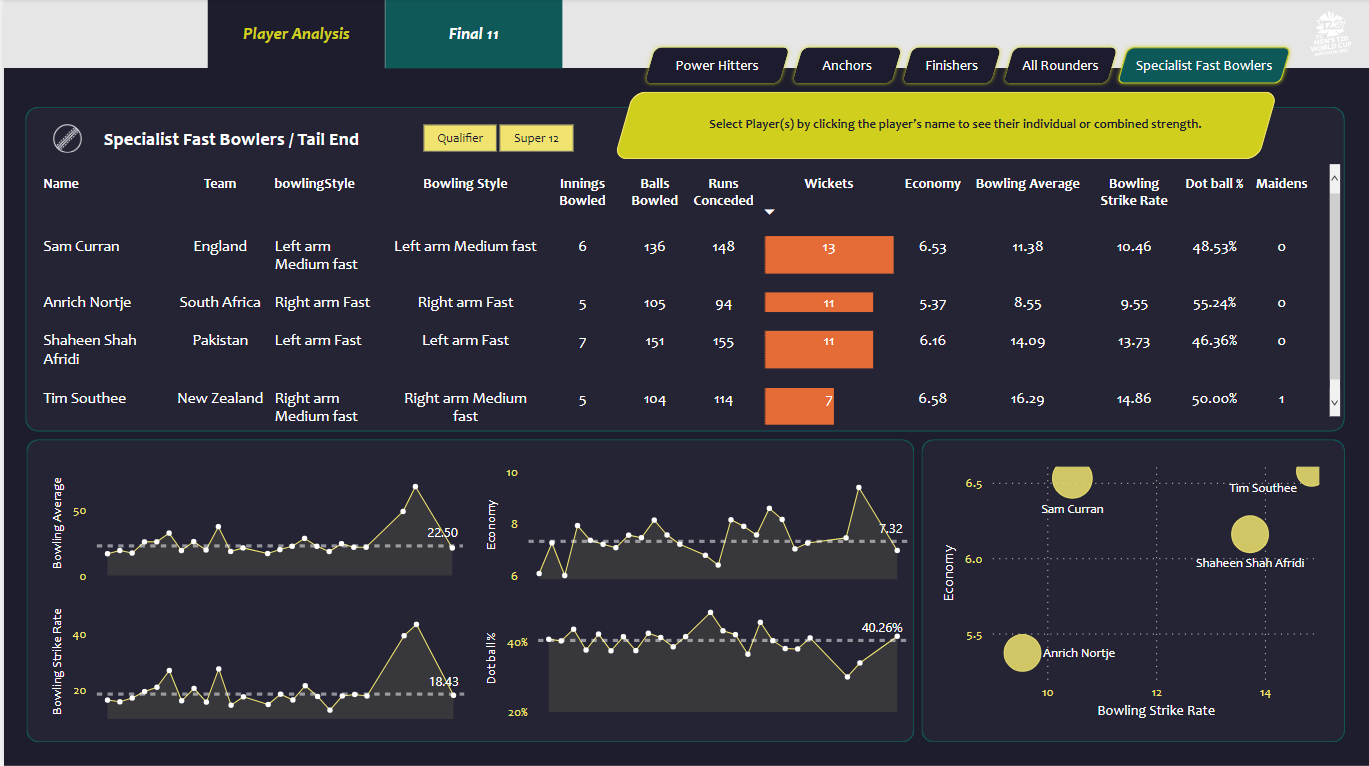 Player Analysis
Final 11
MEN'S T20
WORLD CUP
Power Hitters
Anchors
Finishers
All Rounders
Specialist Fast Bowlers
Select Player(s) by clicking the player's name to see their individual or combined strength.
Specialist Fast Bowlers / Tail End
Qualifier
Super 12
Name Team bowlingStyle Bowling Style Innings Bowled Balls Bowled Runs Conceded Wickets Economy Bowling Average Bowling Strike Rate Dot ball % Maidens
Sam Curran England Left arm Medium fast Left arm Medium fast 6 136 148 13 6.53 11.38 10.46 48.53% 0
Anrich Nortje South Africa Right arm Fast Right arm Fast 5 105 94 11 5.37 8.55 9.55 55.24% 0
Shaheen Shah Afridi Pakistan Left arm Fast Left arm Fast 7 151 155 11 6.16 14.09 13.73 46.36% 0
Tim Southee New Zealand Right arm Medium fast Right arm Medium fast 5 104 114 7 6.58 16.29 14.86 50.00% 1
Bowling Average
50
0
22.50
Economy
10
8
6
7.32
Bowling Strike Rate
40
20
18.43
Dot ball%
40%
20%
40.26%
Economy
6.5
6.0
5.5
Tim Southee
Sam Curran
Shaheen Shah Afridi
Anrich Nortje
10
12
14
Bowling Strike Rate